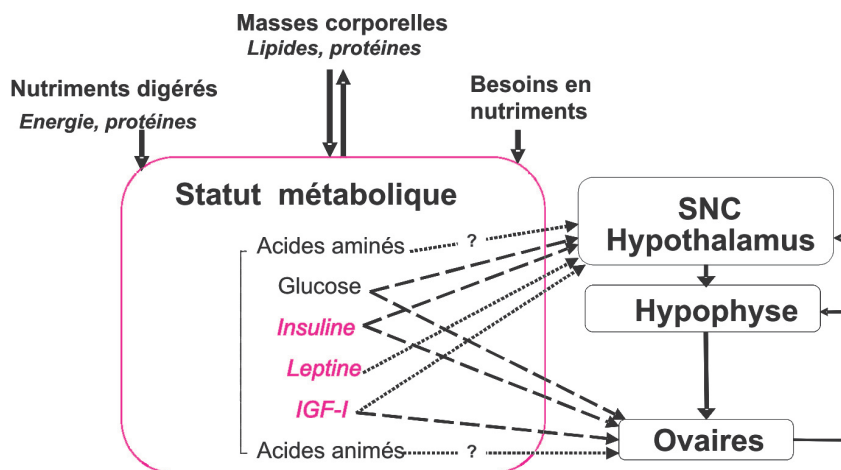 Masses corporelles
Lipides, protéines
Nutriments digérés
Energie, protéines
Besoins en
nutriments
Statut métabolique
Acides aminés
?
Glucose
Insuline
Leptine
IGF-I
Acides animés
?
SNC
Hypothalamus
Hypophyse
Ovaires